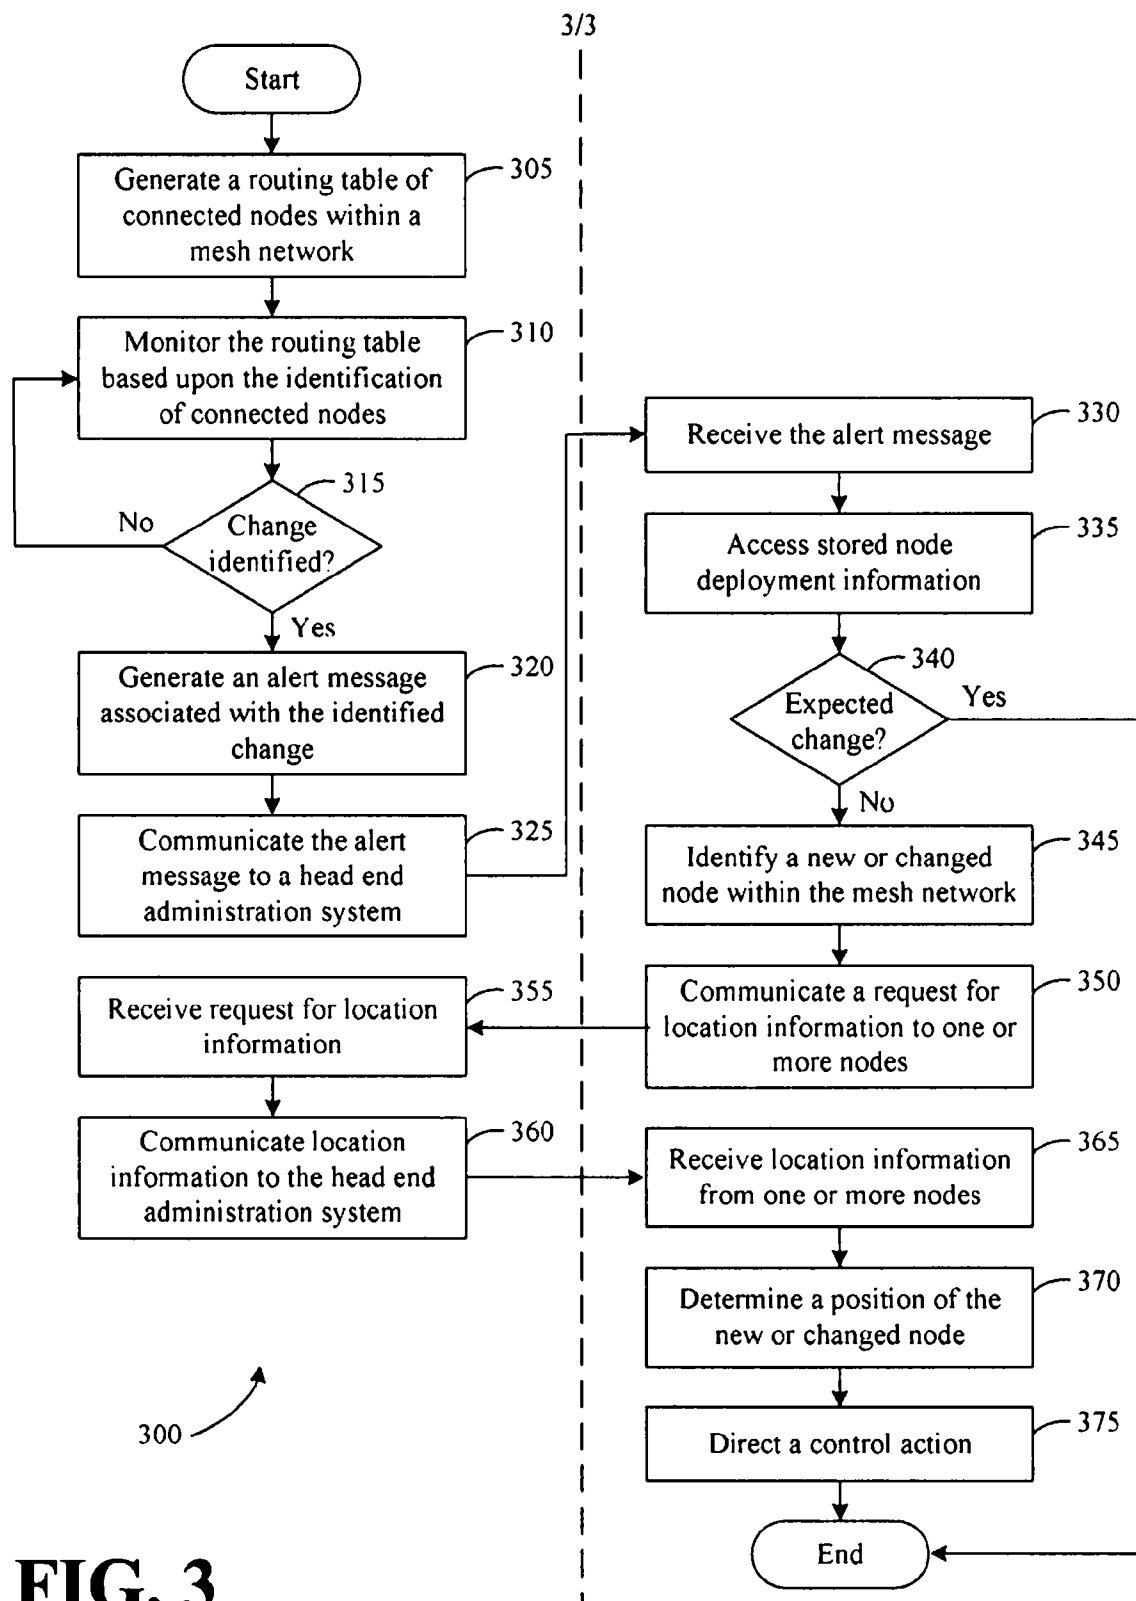 3/3
Start
305
Generate a routing table of
connected nodes within a
mesh network
310
Monitor the routing table
based upon the identification
of connected nodes
315
No
Change
identified?
Yes
320
Generate an alert message
associated with the identified
change
325
Communicate the alert
message to a head end
administration system
330
Receive the alert message
335
Access stored node
deployment information
340
Expected
change?
Yes
No
345
Identify a new or changed
node within the mesh network
350
Communicate a request for
location information to one or
more nodes
355
Receive request for location
information
360
Communicate location
information to the head end
administration system
365
Receive location information
from one or more nodes
370
Determine a position of the
new or changed node
375
Direct a control action
End
300
FIG. 3